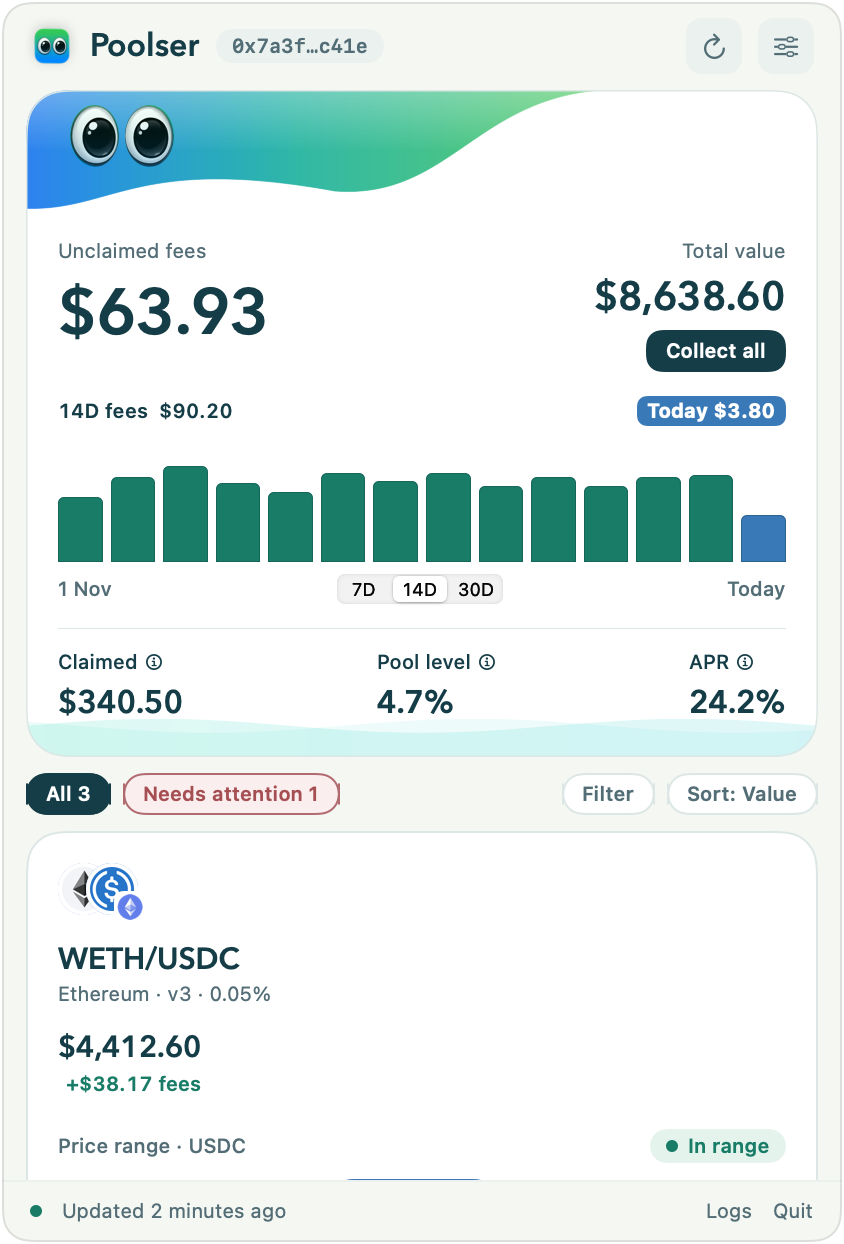 Poolser 0x7a3f…c41e
Unclaimed fees Total value
$63.93 $8,638.60
Collect all
14D fees $90.20 Today $3.80
1 Nov 7D 14D 30D Today
Claimed Pool level APR
$340.50 4.7% 24.2%
All 3 Needs attention 1 Filter Sort: Value
WETH/USDC
Ethereum · v3 · 0.05%
$4,412.60
+$38.17 fees
Price range · USDC In range
Updated 2 minutes ago Logs Quit